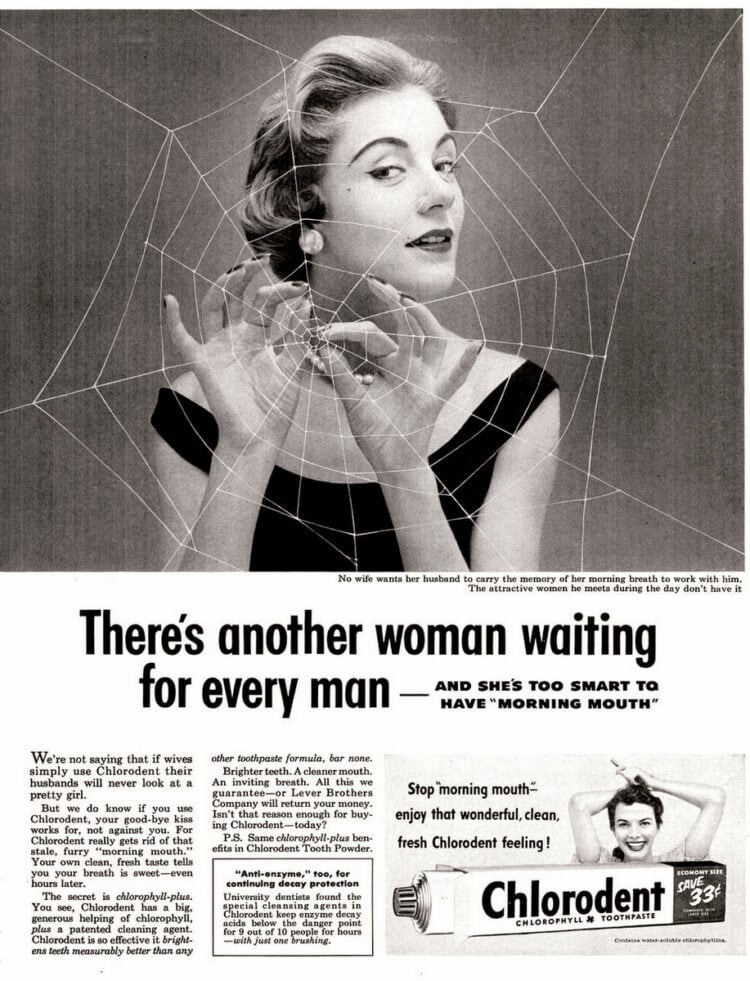 No wife wants her husband to carry the memory of her morning breath to work with him.
The attractive women he meets during the day don't have it
There's another woman waiting
for every man — AND SHE'S TOO SMART TO
HAVE "MORNING MOUTH"
We're not saying that if wives
simply use Chlorodent their
husbands will never look at a
pretty girl.
But we do know if you use
Chlorodent, your good-bye kiss
works for, not against you. For
Chlorodent really gets rid of that
stale, furry "morning mouth."
Your own clean, fresh taste tells
you your breath is sweet—even
hours later.
The secret is chlorophyll-plus.
You see, Chlorodent has a big,
generous helping of chlorophyll,
plus a patented cleaning agent.
Chlorodent is so effective it bright-
ens teeth measurably better than any
other toothpaste formula, bar none.
Brighter teeth. A cleaner mouth.
An inviting breath. All this we
guarantee—or Lever Brothers
Company will return your money.
Isn't that reason enough for buy-
ing Chlorodent—today?
P.S. Same chlorophyll-plus ben-
efits in Chlorodent Tooth Powder.
"Anti-enzyme," too, for
continuing decay protection
University dentists found the
special cleansing agents in
Chlorodent keep enzyme decay
acids below the danger point
for 9 out of 10 people for hours
—with just one brushing.
Stop "morning mouth"—
enjoy that wonderful, clean,
fresh Chlorodent feeling!
Chlorodent
CHLOROPHYLL TOOTHPASTE
ECONOMY SIZE
SAVE
33¢
Contains water-soluble chlorophyllins.